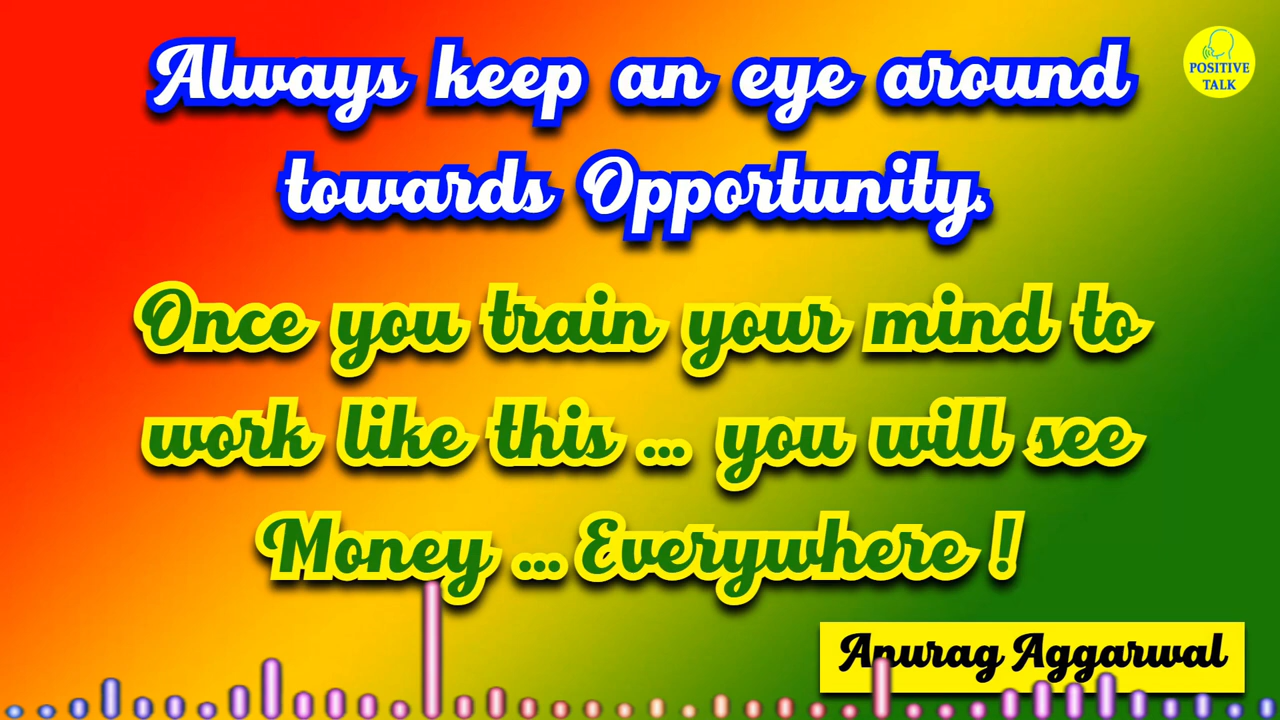 Always keep an eye around
towards Opportunity.
Once you train your mind to
work like this ... you will see
Money ... Everywhere !
Anurag Aggarwal
POSITIVE
TALK